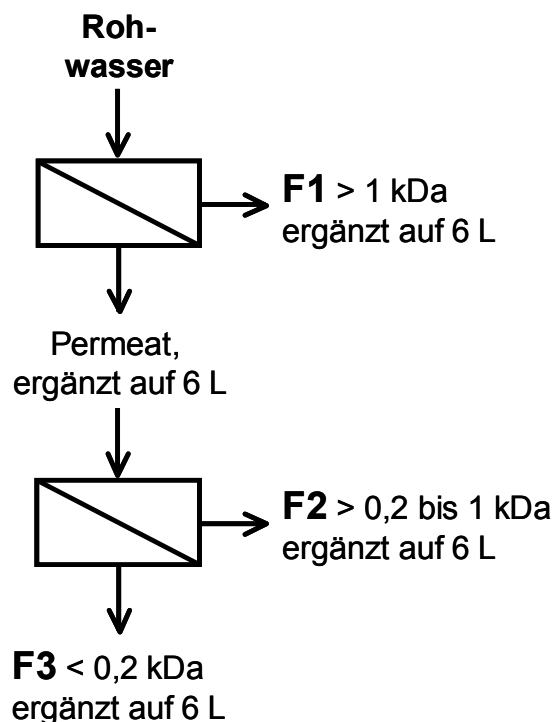 Roh-
wasser
F1 > 1 kDa
ergänzt auf 6 L
Permeat,
ergänzt auf 6 L
F2 > 0,2 bis 1 kDa
ergänzt auf 6 L
F3 < 0,2 kDa
ergänzt auf 6 L